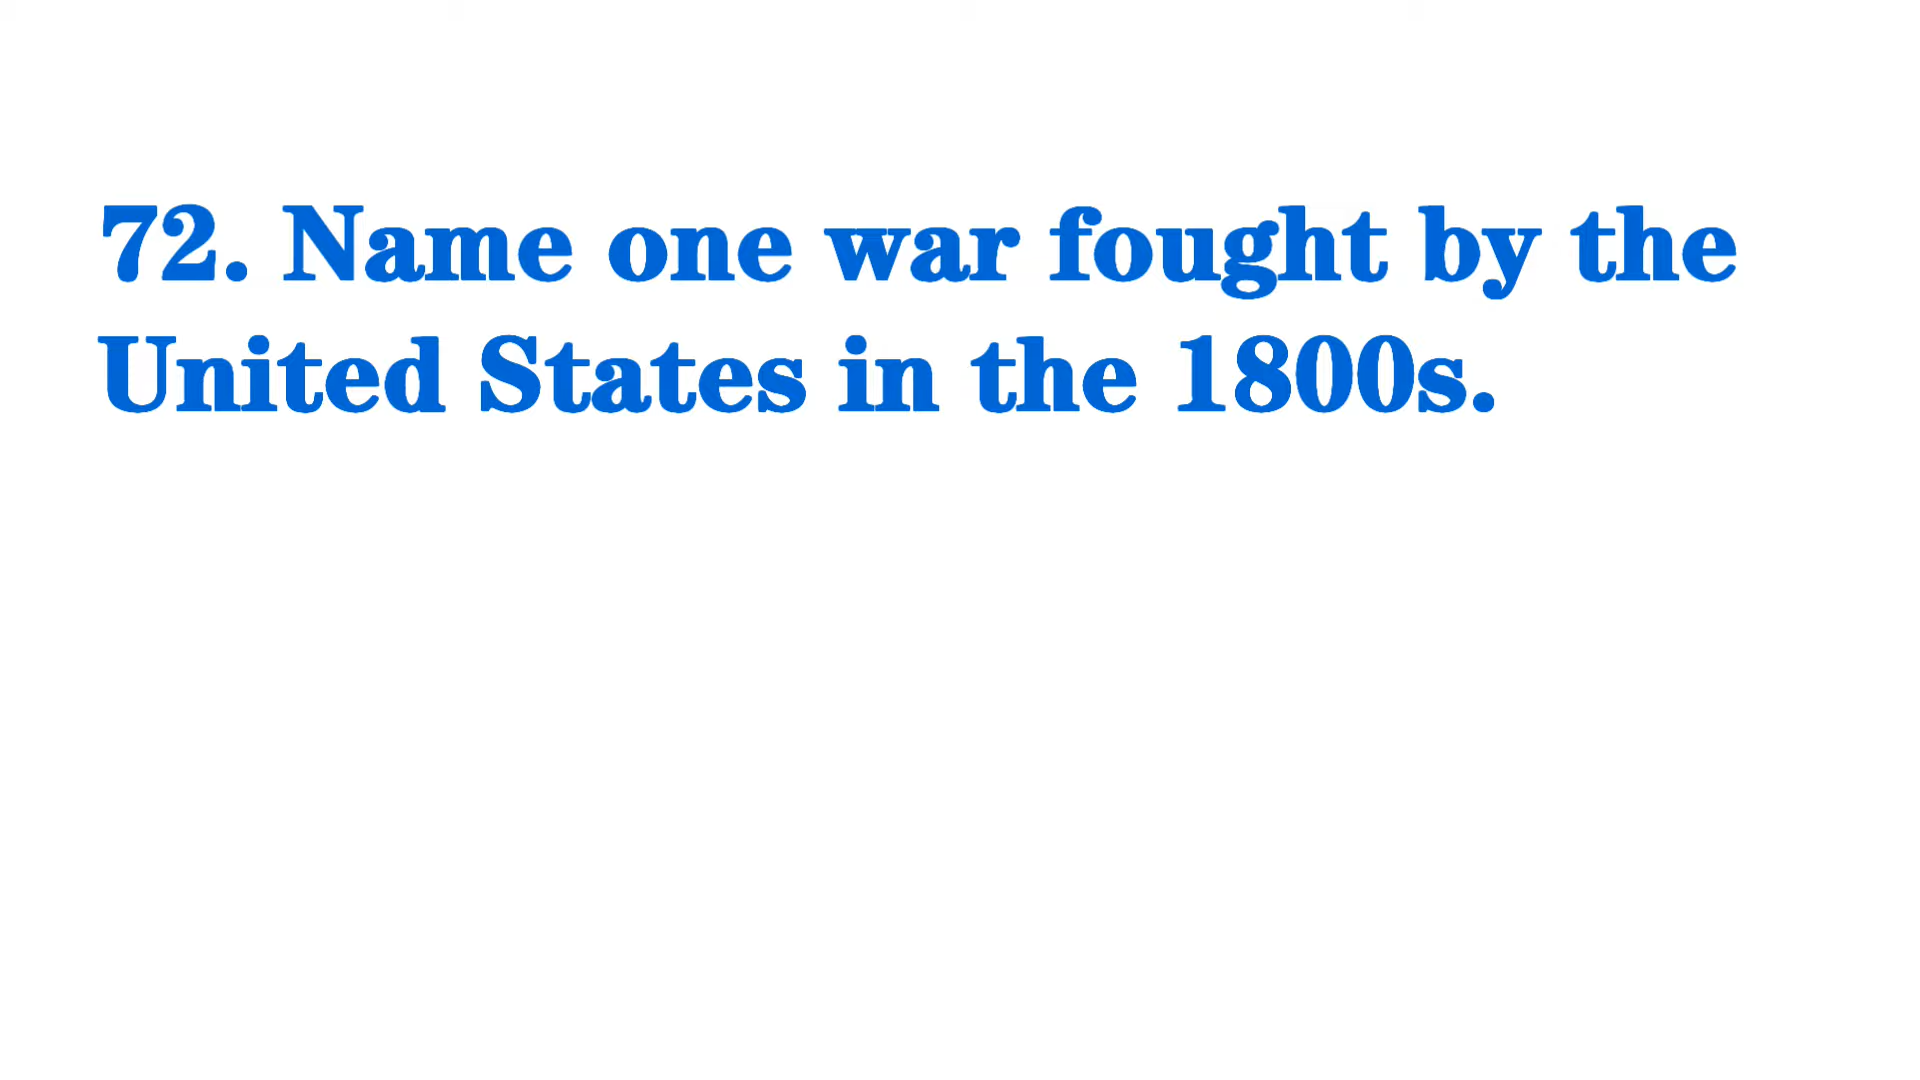 72. Name one war fought by the
United States in the 1800s.